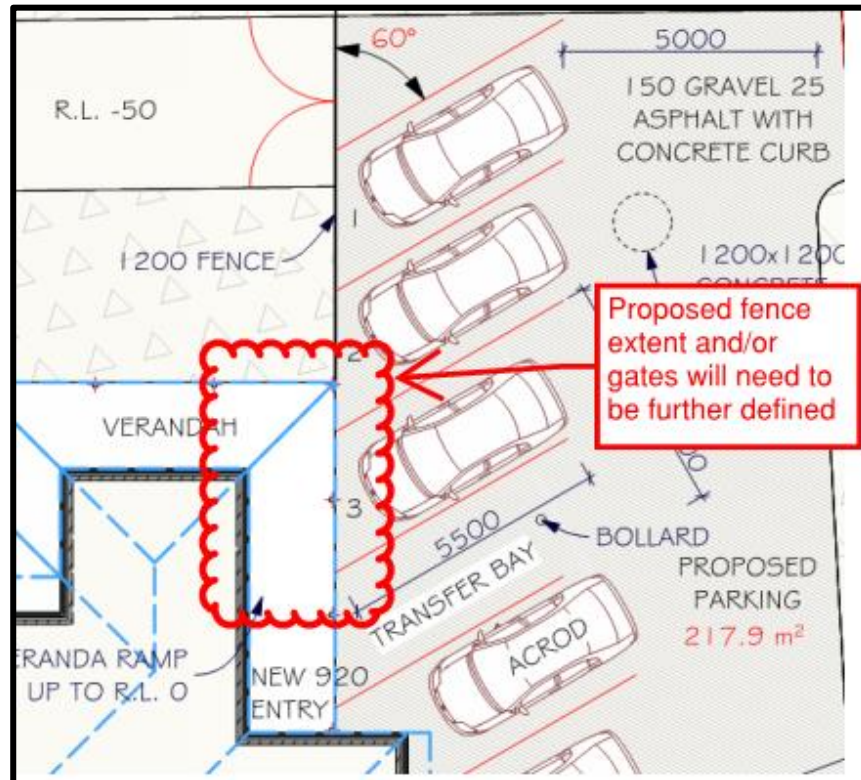 60°
5000
R.L. -50
150 GRAVEL 25
ASPHALT WITH
CONCRETE CURB
1
1200 FENCE
1200x1200
CONCRETE
Proposed fence
extent and/or
gates will need to
be further defined
2
VERANDAH
3
5500
BOLLARD
TRANSFER BAY
PROPOSED
PARKING
217.9 m²
ACROD
ERANDA RAMP
UP TO R.L. 0
NEW 920
ENTRY